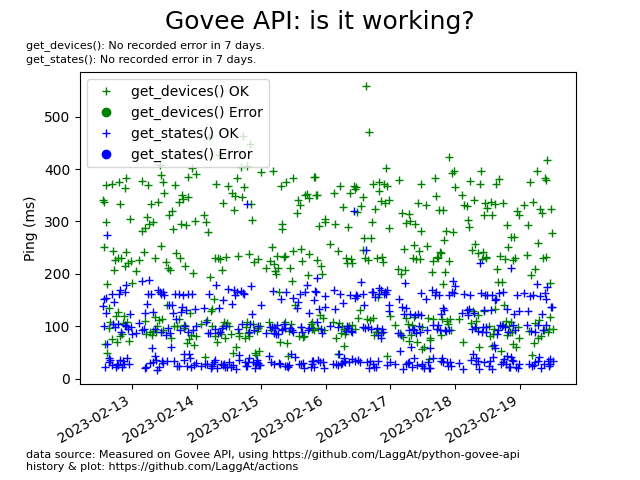 Govee API: is it working?
get_devices(): No recorded error in 7 days.
get_states(): No recorded error in 7 days.
get_devices() OK
get_devices() Error
get_states() OK
get_states() Error
Ping (ms)
500
400
300
200
100
0
2023-02-13
2023-02-14
2023-02-15
2023-02-16
2023-02-17
2023-02-18
2023-02-19
data source: Measured on Govee API, using https://github.com/LaggAt/python-govee-api
history & plot: https://github.com/LaggAt/actions